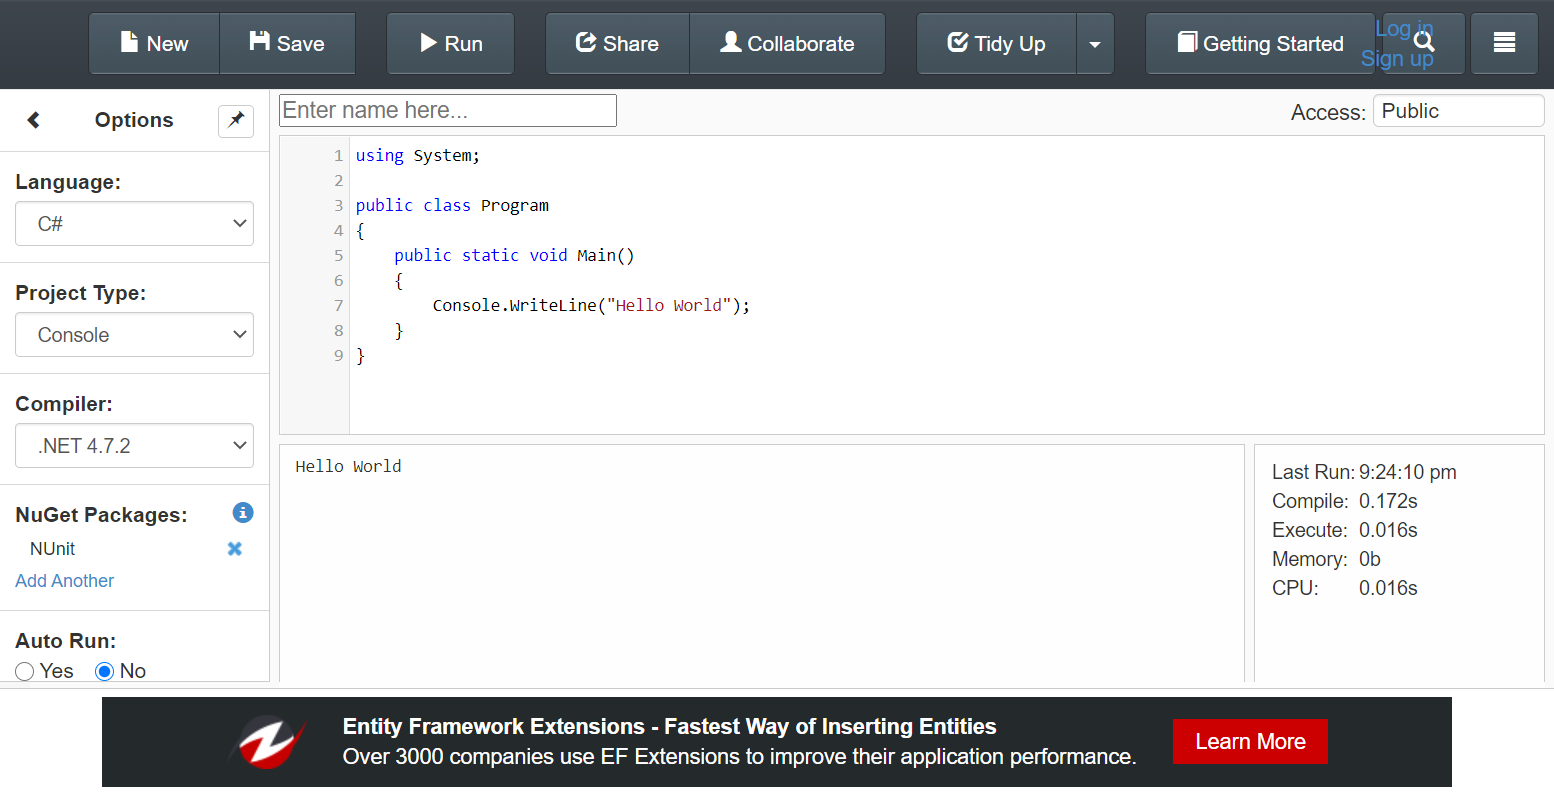 New Save Run Share Collaborate Tidy Up Getting Started Log in
Sign up
Options
Enter name here...
Access: Public
Language:
C#
Project Type:
Console
Compiler:
.NET 4.7.2
NuGet Packages:
NUnit
Add Another
Auto Run:
Yes No
1 using System;
2
3 public class Program
4 {
5 public static void Main()
6 {
7 Console.WriteLine("Hello World");
8 }
9 }
Hello World
Last Run: 9:24:10 pm
Compile: 0.172s
Execute: 0.016s
Memory: 0b
CPU: 0.016s
Entity Framework Extensions - Fastest Way of Inserting Entities
Over 3000 companies use EF Extensions to improve their application performance.
Learn More